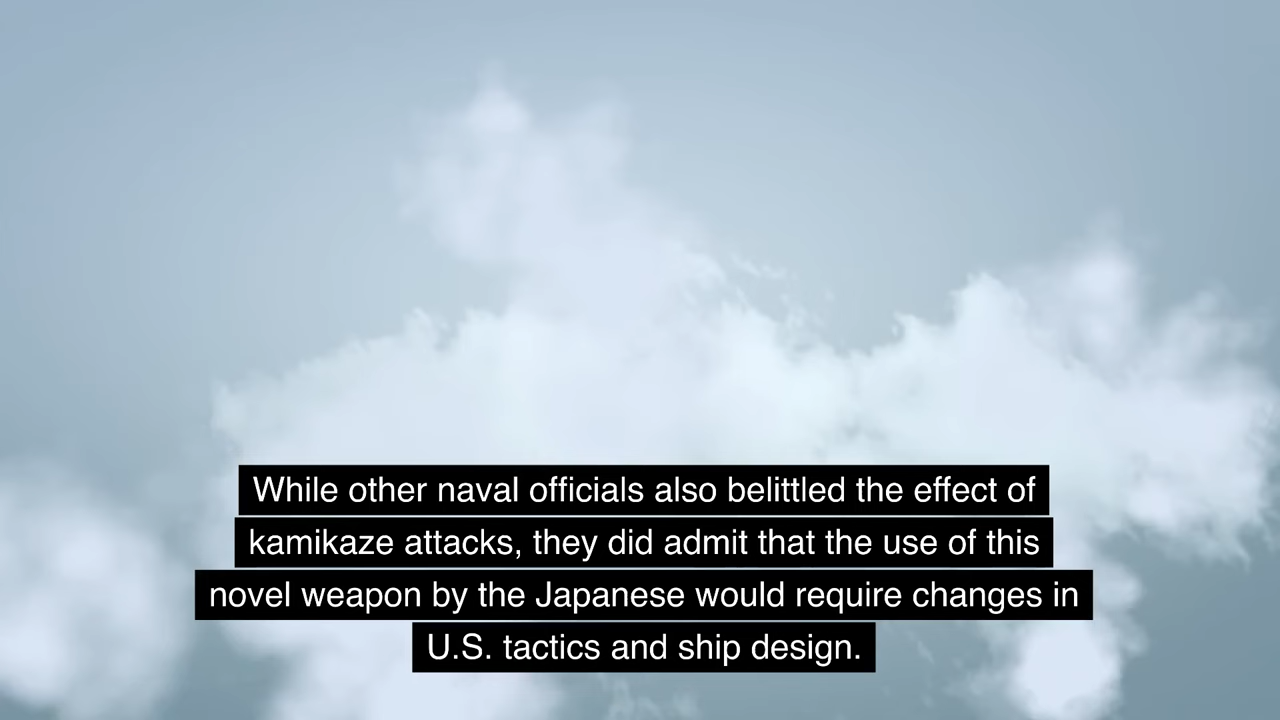 While other naval officials also belittled the effect of
kamikaze attacks, they did admit that the use of this
novel weapon by the Japanese would require changes in
U.S. tactics and ship design.